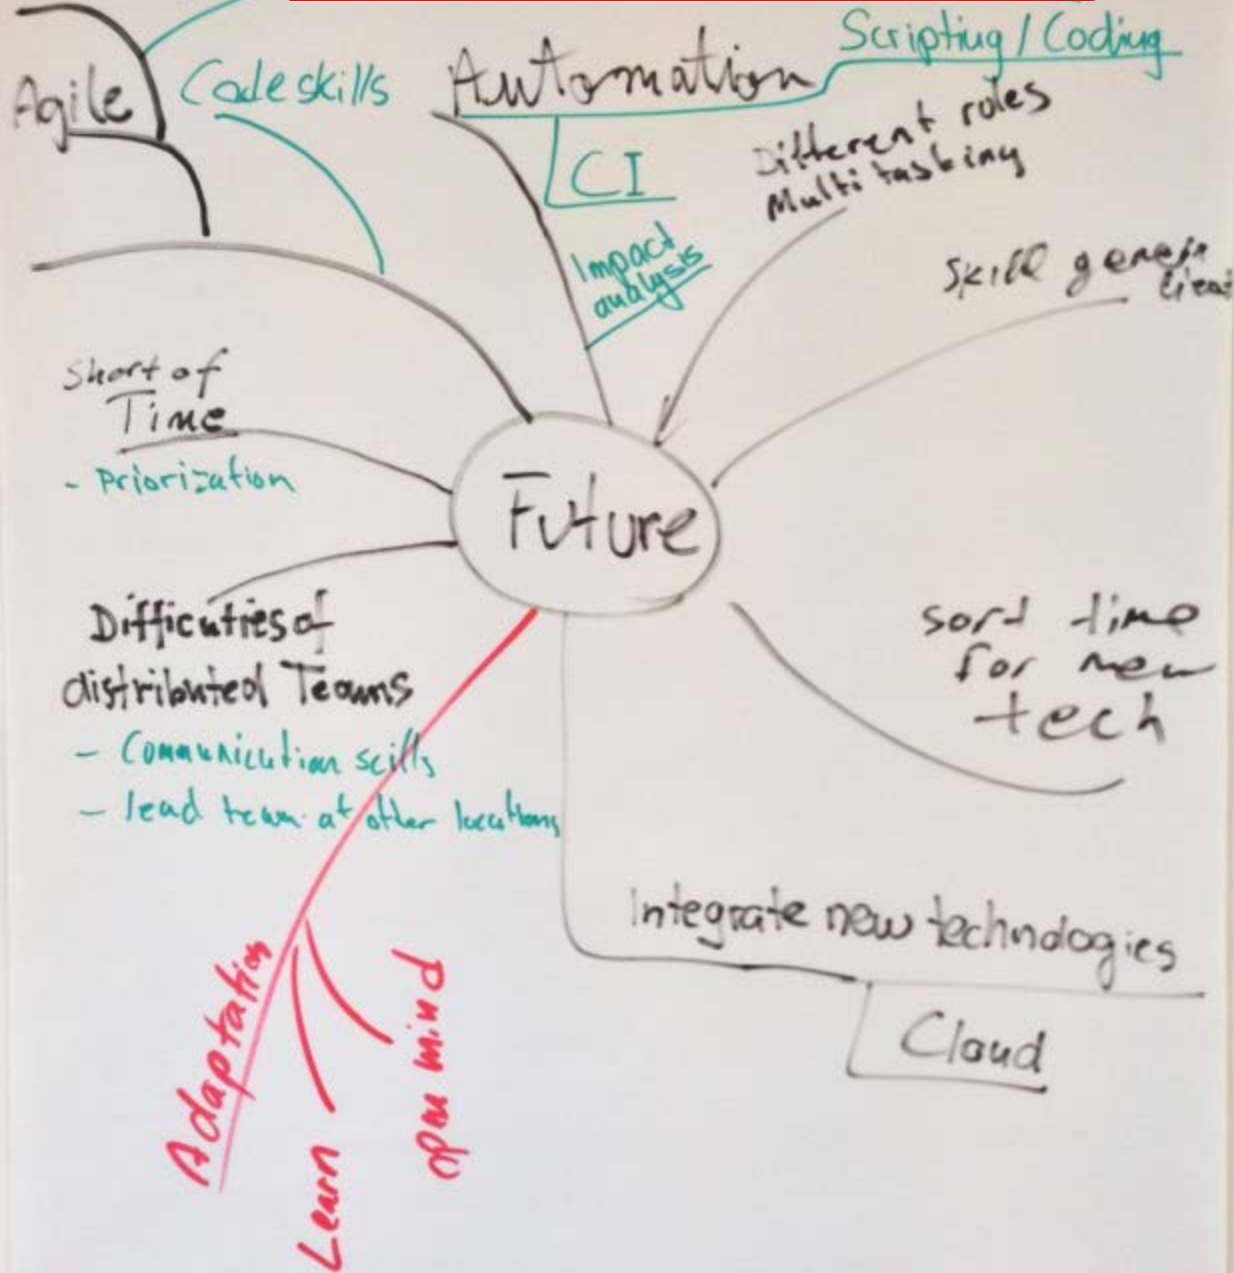 Scripting / Coding
Agile
Code skills
Automation
CI
Different roles
Multi tasking
Impact
analysis
Skill
Short of
Time
- Priorization
Future
Difficuties of
distributed Teams
- Communication scills
- lead team at other locations
sort time
for new
tech
Integrate new technologies
Cloud
Adaptation
Learn
open mind